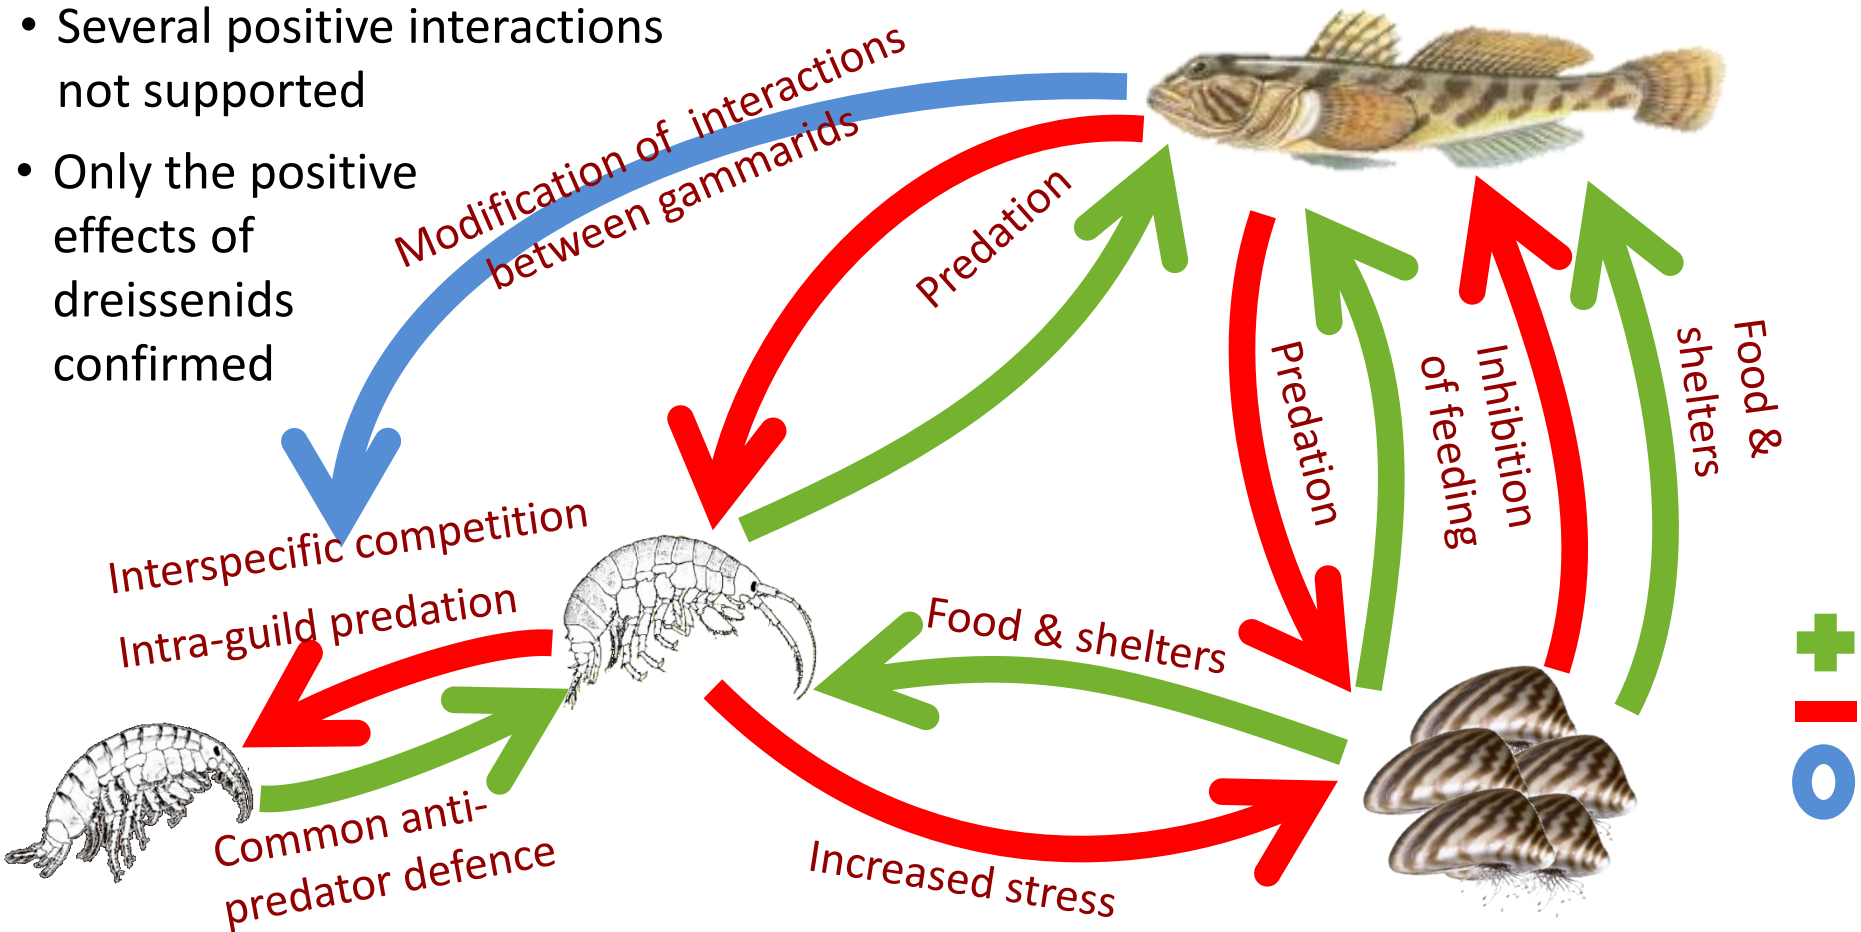 • Several positive interactions
not supported
• Only the positive
effects of
dreissenids
confirmed
Modification of interactions
between gammarids
Predation
Predation
Inhibition
of feeding
Food &
shelters
Interspecific competition
Intra-guild predation
Food & shelters
Common anti-
predator defence
Increased stress